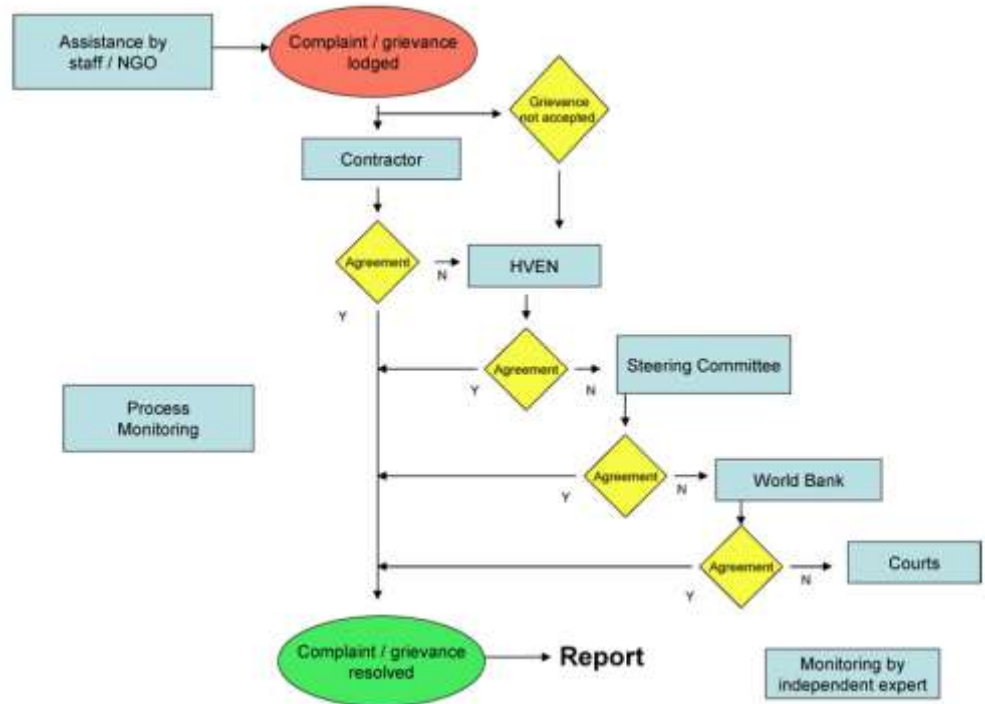 Assistance by
staff / NGO
Complaint / grievance
lodged
Grievance
not accepted
Contractor
Agreement
N
HVEN
Y
Agreement
Y
N
Steering Committee
Process
Monitoring
Agreement
Y
N
World Bank
Agreement
Y
N
Courts
Complaint / grievance
resolved
Report
Monitoring by
independent expert